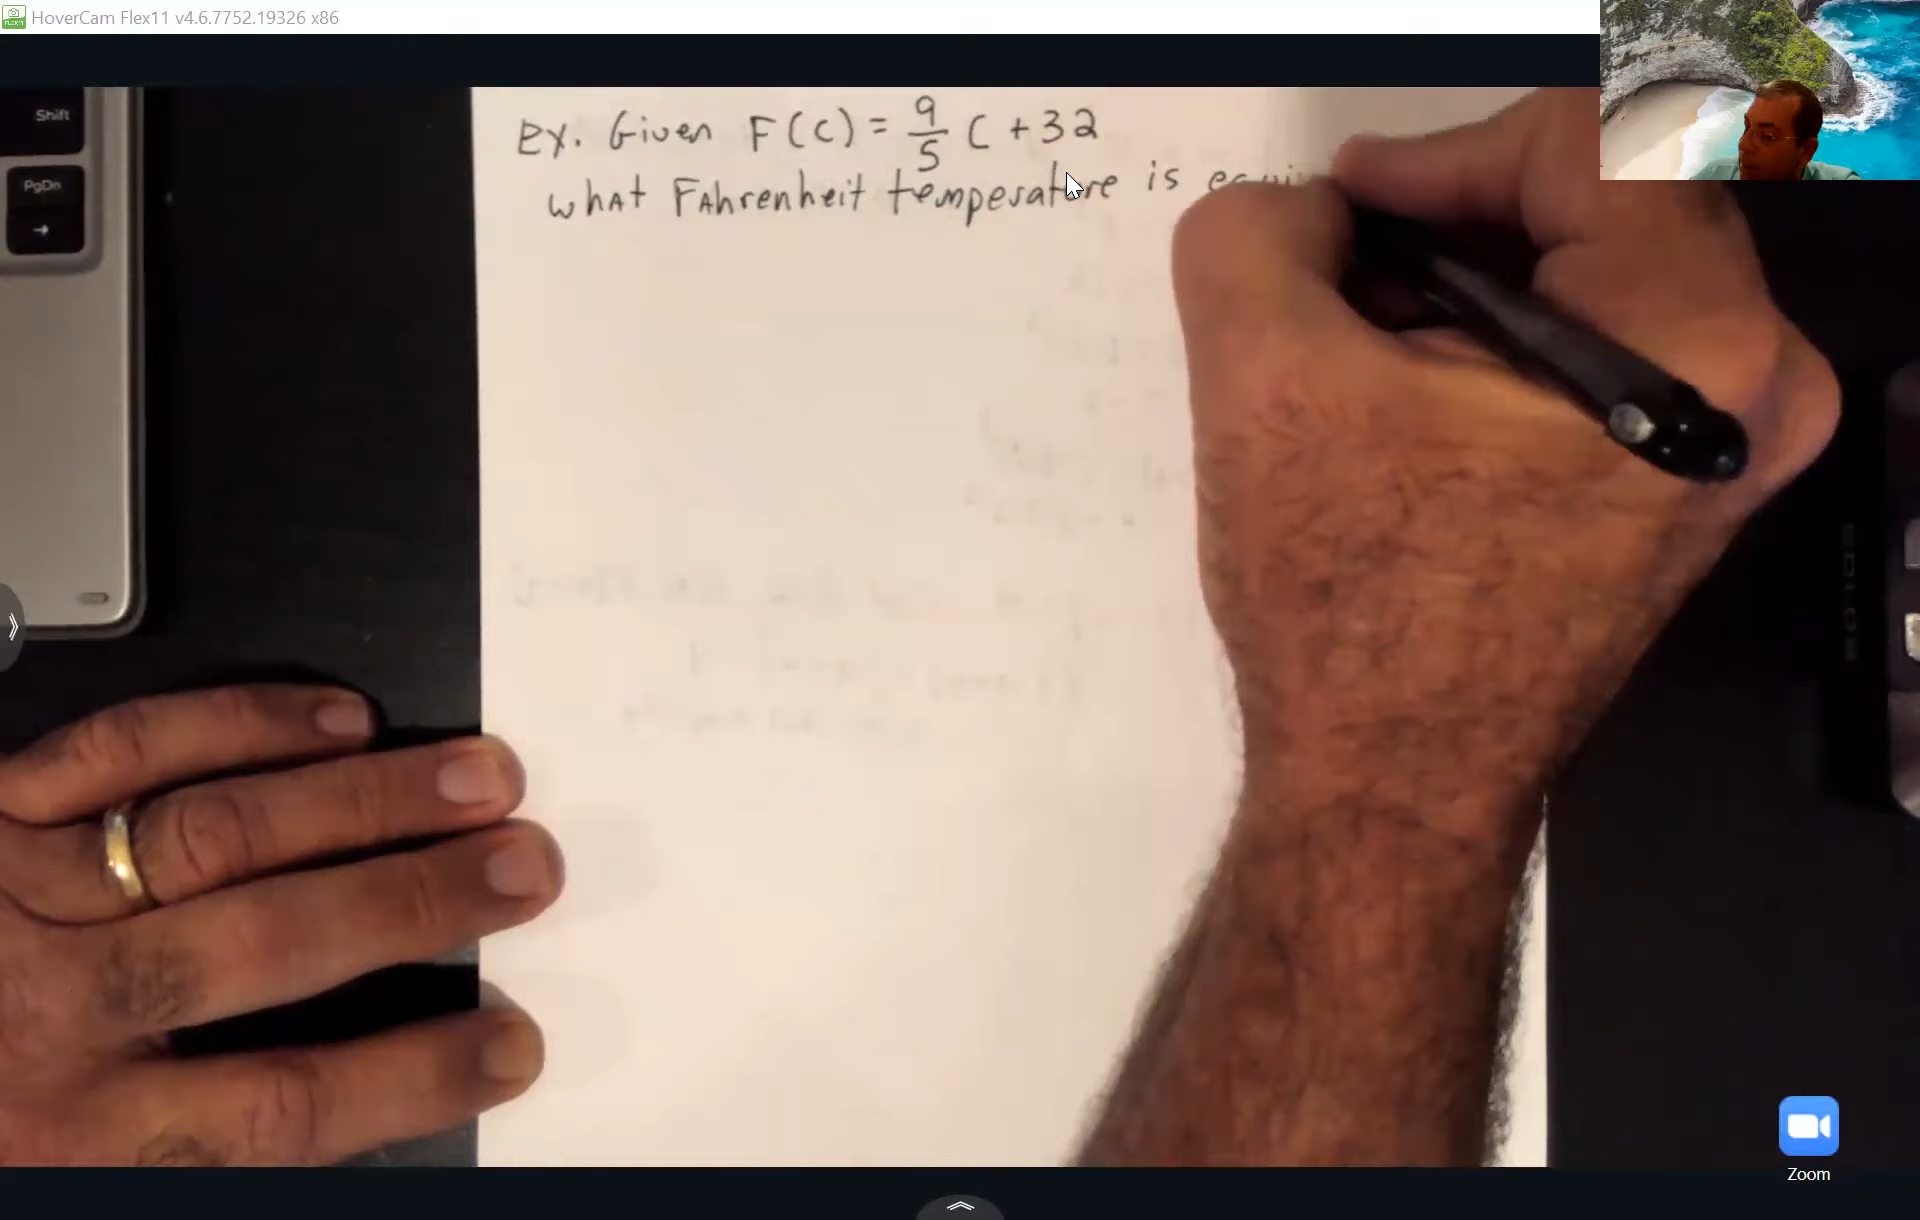 HoverCam Flex11 v4.6.7752.19326 x86
Shift
PgDn
Ex. Given F(C) = 9/5 C + 32
what Fahrenheit temperature is
Zoom